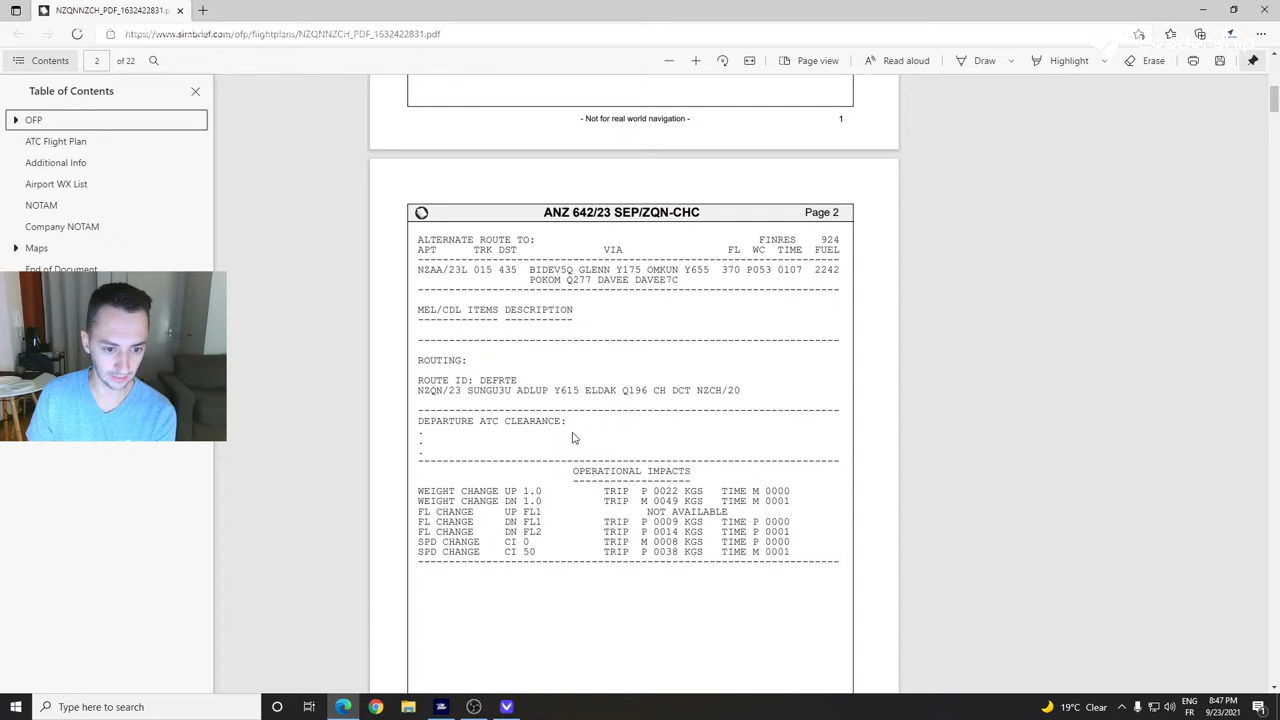 NZQNNZCH_PDF_1632422831.p
https://www.simbrief.com/ofp/flightplans/NZQNNZCH_PDF_1632422831.pdf
Contents
2
of 22
Page view
Read aloud
Draw
Highlight
Erase
Table of Contents
OFP
ATC Flight Plan
Additional Info
Airport WX List
NOTAM
Company NOTAM
Maps
End of Document
- Not for real world navigation - 1
ANZ 642/23 SEP/ZQN-CHC Page 2
ALTERNATE ROUTE TO: FINRES 924
APT TRK DST VIA FL WC TIME FUEL
--------------------------------------------------------------------
NZAA/23L 015 435 BIDEV5Q GLENN Y175 OMKUN Y655 370 P053 0107 2242
POKOM Q277 DAVEE DAVEE7C
--------------------------------------------------------------------
MEL/CDL ITEMS DESCRIPTION
------------- -----------
--------------------------------------------------------------------
ROUTING:
ROUTE ID: DEFRTE
NZQN/23 SUNGU3U ADLUP Y615 ELDAK Q196 CH DCT NZCH/20
--------------------------------------------------------------------
DEPARTURE ATC CLEARANCE:
.
.
.
--------------------------------------------------------------------
OPERATIONAL IMPACTS
-------------------
WEIGHT CHANGE UP 1.0 TRIP P 0022 KGS TIME M 0000
WEIGHT CHANGE DN 1.0 TRIP M 0049 KGS TIME M 0001
FL CHANGE UP FL1 NOT AVAILABLE
FL CHANGE DN FL1 TRIP P 0009 KGS TIME P 0000
FL CHANGE DN FL2 TRIP P 0014 KGS TIME P 0001
SPD CHANGE CI 0 TRIP M 0008 KGS TIME P 0000
SPD CHANGE CI 50 TRIP P 0038 KGS TIME M 0001
--------------------------------------------------------------------
Type here to search
19°C Clear
ENG
FR
8:47 PM
9/23/2021